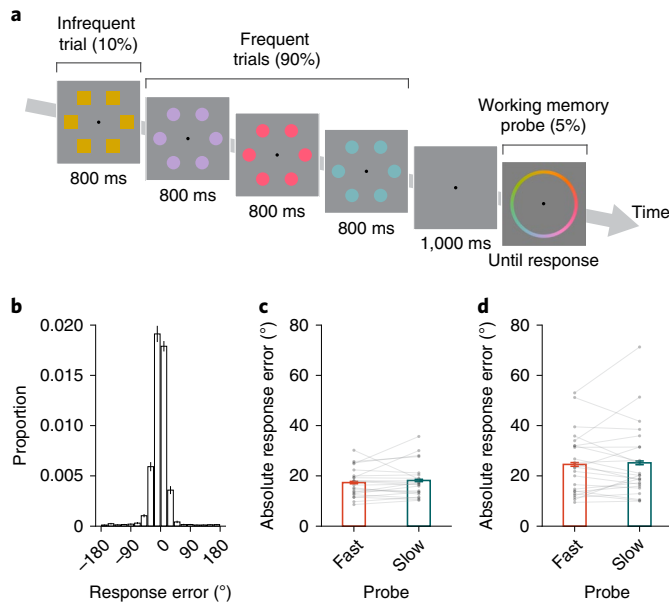 a
Infrequent
trial (10%)
Frequent
trials (90%)
Working memory
probe (5%)
800 ms
800 ms
800 ms
800 ms
1,000 ms
Until response
Time
b
0.020
0.015
0.010
0.005
0
Proportion
–180
–90
0
90
180
Response error (°)
c
80
60
40
20
0
Absolute response error (°)
Fast
Slow
Probe
d
80
60
40
20
0
Absolute response error (°)
Fast
Slow
Probe